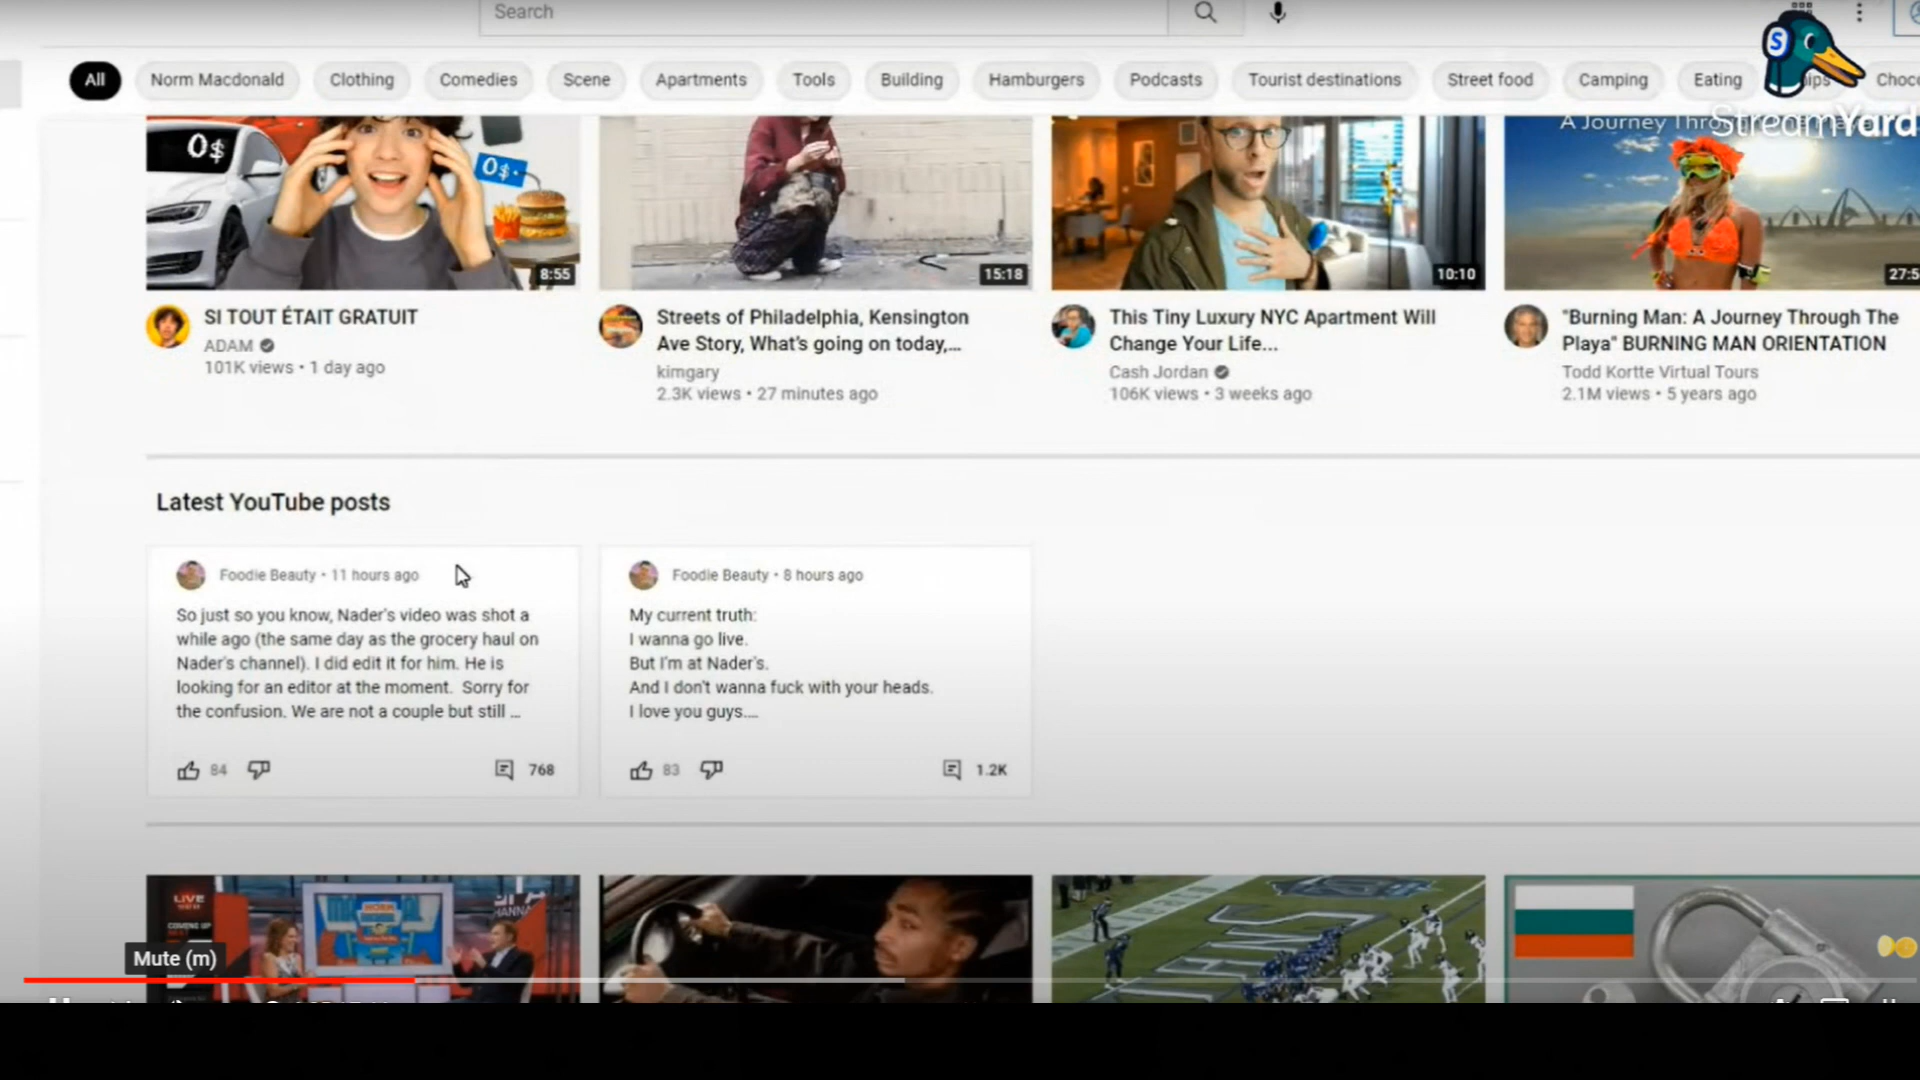 Search
All
Norm Macdonald
Clothing
Comedies
Scene
Apartments
Tools
Building
Hamburgers
Podcasts
Tourist destinations
Street food
Camping
Eating
StreamYard
0$
0$
8:55
15:18
10:10
A Journey
27:5
SI TOUT ÉTAIT GRATUIT
ADAM
101K views • 1 day ago
Streets of Philadelphia, Kensington
Ave Story, What's going on today,...
kimgary
2.3K views • 27 minutes ago
This Tiny Luxury NYC Apartment Will
Change Your Life...
Cash Jordan
106K views • 3 weeks ago
"Burning Man: A Journey Through The
Playa" BURNING MAN ORIENTATION
Todd Kortte Virtual Tours
2.1M views • 5 years ago
Latest YouTube posts
Foodie Beauty • 11 hours ago
So just so you know, Nader's video was shot a
while ago (the same day as the grocery haul on
Nader's channel). I did edit it for him. He is
looking for an editor at the moment.  Sorry for
the confusion. We are not a couple but still ...
84
768
Foodie Beauty • 8 hours ago
My current truth:
I wanna go live.
But I'm at Nader's.
And I don't wanna fuck with your heads.
I love you guys....
83
1.2K
LIVE
COMING UP
Mute (m)